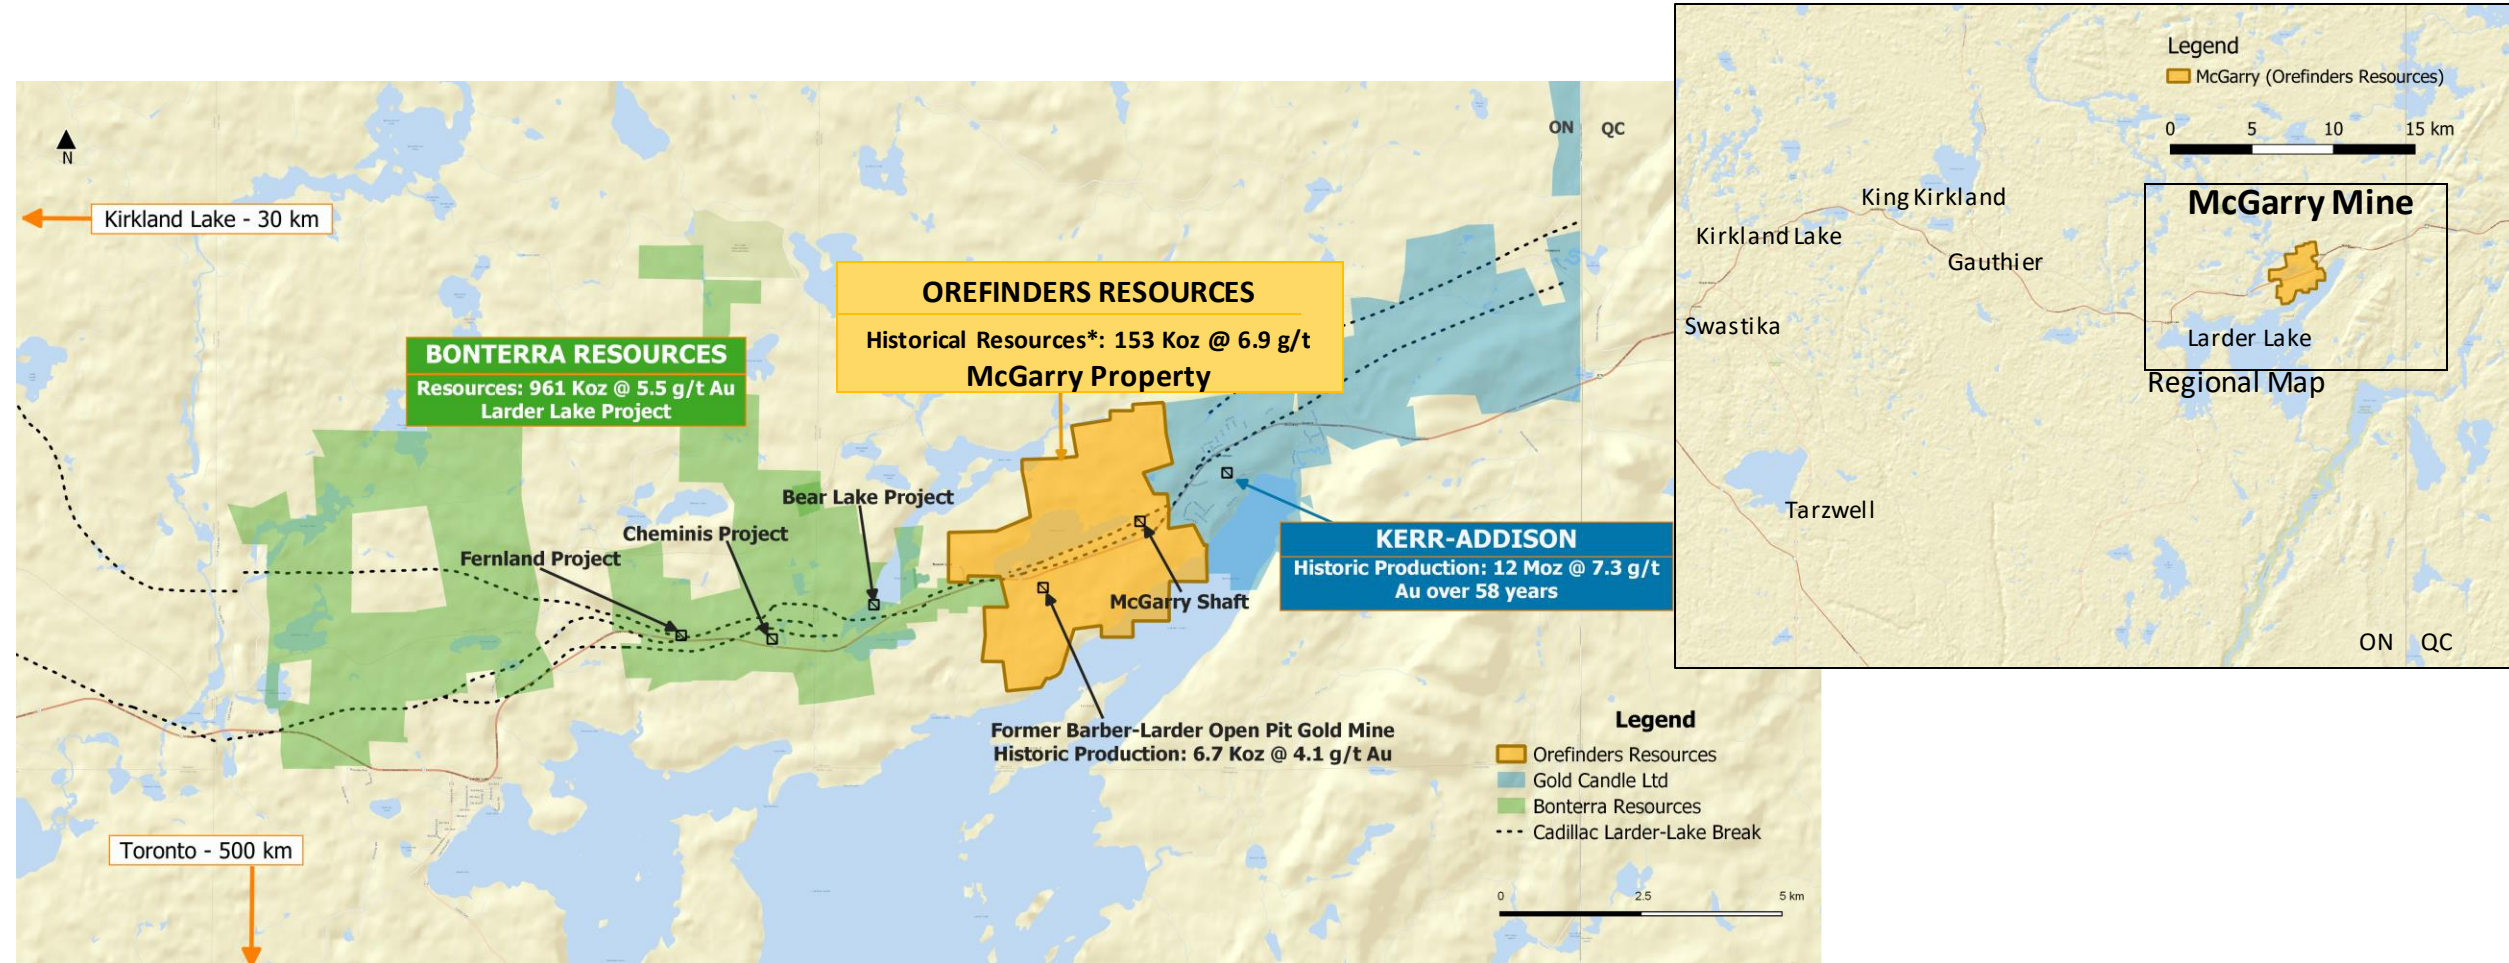 N
Kirkland Lake - 30 km
ON QC
BONTERRA RESOURCES
Resources: 961 Koz @ 5.5 g/t Au
Larder Lake Project
OREFINDERS RESOURCES
Historical Resources*: 153 Koz @ 6.9 g/t
McGarry Property
Bear Lake Project
Cheminis Project
Fernland Project
KERR-ADDISON
Historic Production: 12 Moz @ 7.3 g/t
Au over 58 years
McGarry Shaft
Former Barber-Larder Open Pit Gold Mine
Historic Production: 6.7 Koz @ 4.1 g/t Au
Toronto - 500 km
Legend
Orefinders Resources
Gold Candle Ltd
Bonterra Resources
Cadillac Larder-Lake Break
0 2.5 5 km
Legend
McGarry (Orefinders Resources)
0 5 10 15 km
McGarry Mine
King Kirkland
Kirkland Lake
Gauthier
Swastika
Larder Lake
Regional Map
Tarzwell
ON QC